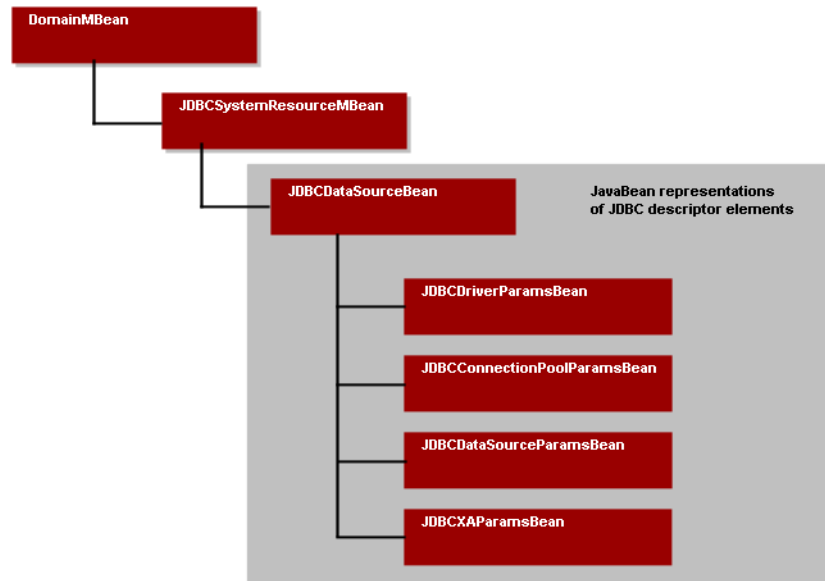 DomainMBean
JDBCSystemResourceMBean
JDBCDataSourceBean
JavaBean representations
of JDBC descriptor elements
JDBCDriverParamsBean
JDBCConnectionPoolParamsBean
JDBCDataSourceParamsBean
JDBCXAParamsBean